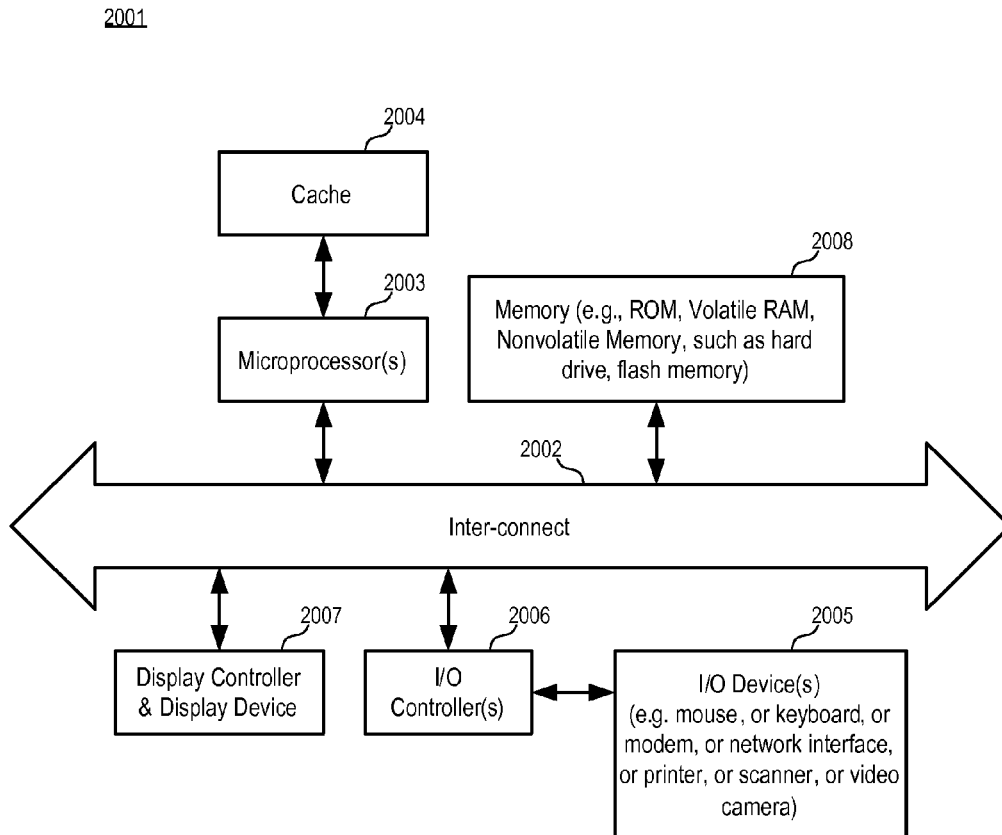 2001
2004
Cache
2003
Microprocessor(s)
2008
Memory (e.g., ROM, Volatile RAM,
Nonvolatile Memory, such as hard
drive, flash memory)
2002
Inter-connect
2007
Display Controller
& Display Device
2006
I/O
Controller(s)
2005
I/O Device(s)
(e.g. mouse, or keyboard, or
modem, or network interface,
or printer, or scanner, or video
camera)